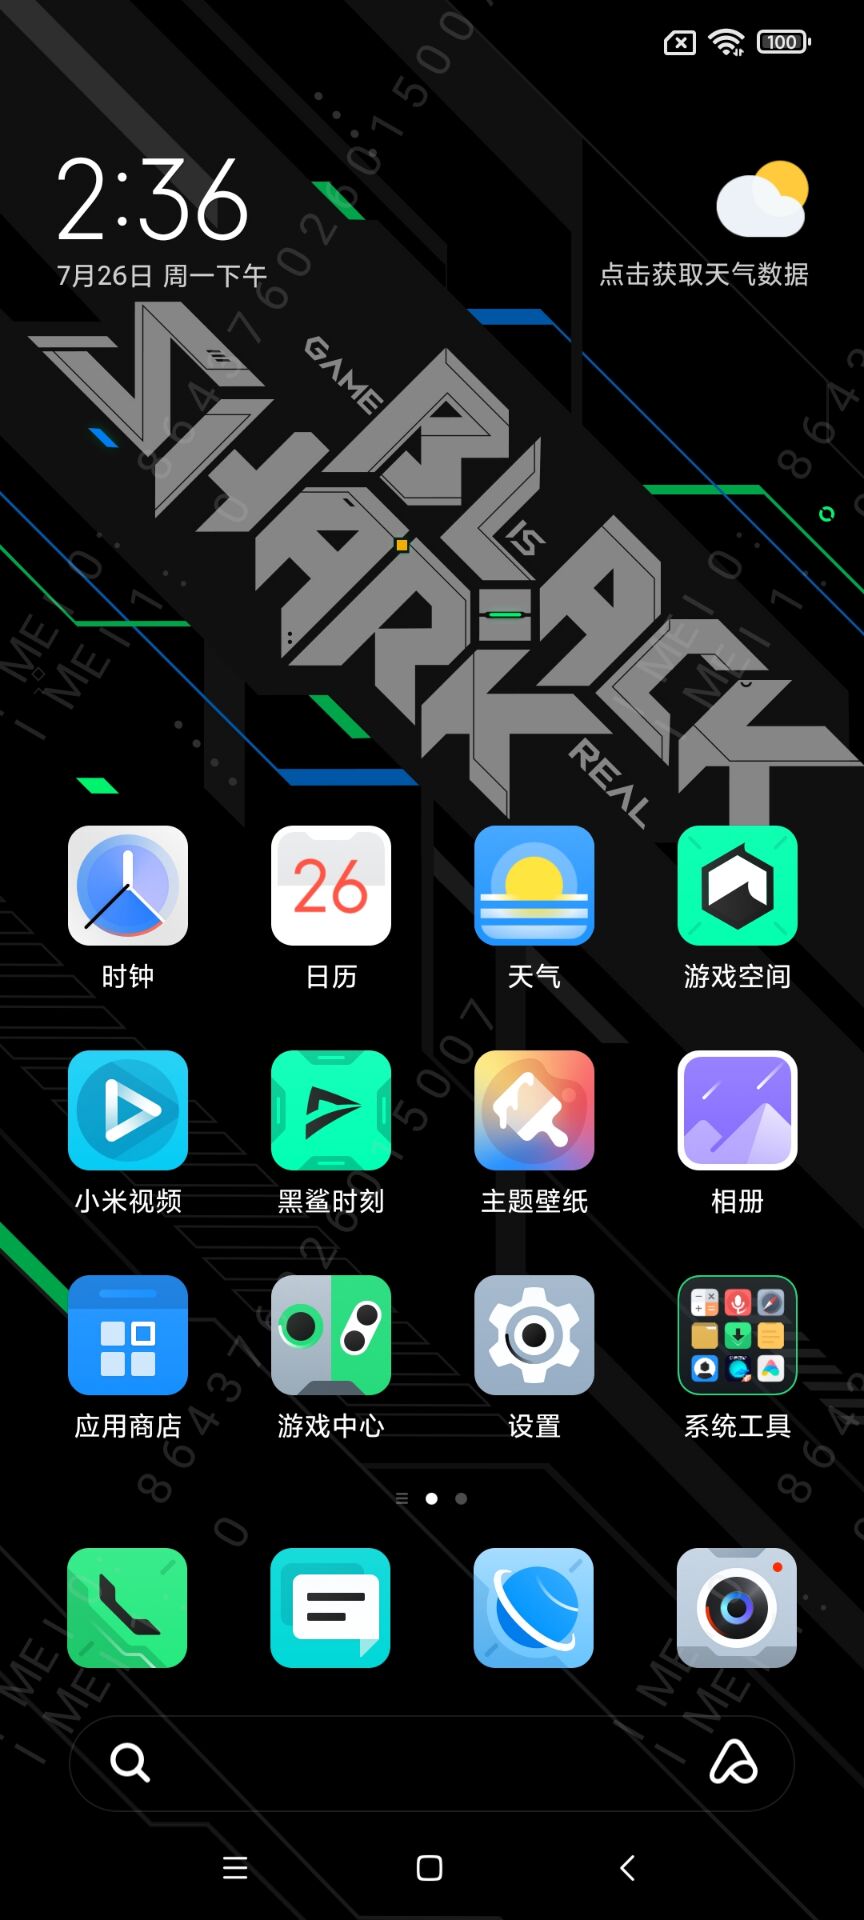 100
2:36
7月26日 周一下午
点击获取天气数据
GAME
BLACK
IS
SHARK
REAL
26
时钟
日历
天气
游戏空间
小米视频
黑鲨时刻
主题壁纸
相册
应用商店
游戏中心
设置
系统工具